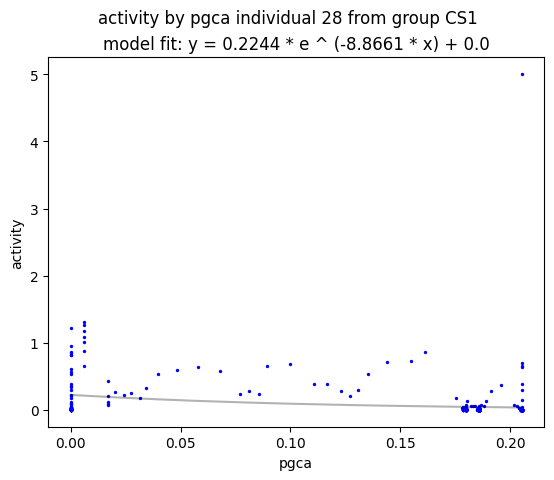 activity by pgca individual 28 from group CS1
model fit: y = 0.2244 * e ^ (-8.8661 * x) + 0.0
5
4
3
2
1
0
activity
0.00 0.05 0.10 0.15 0.20
pgca